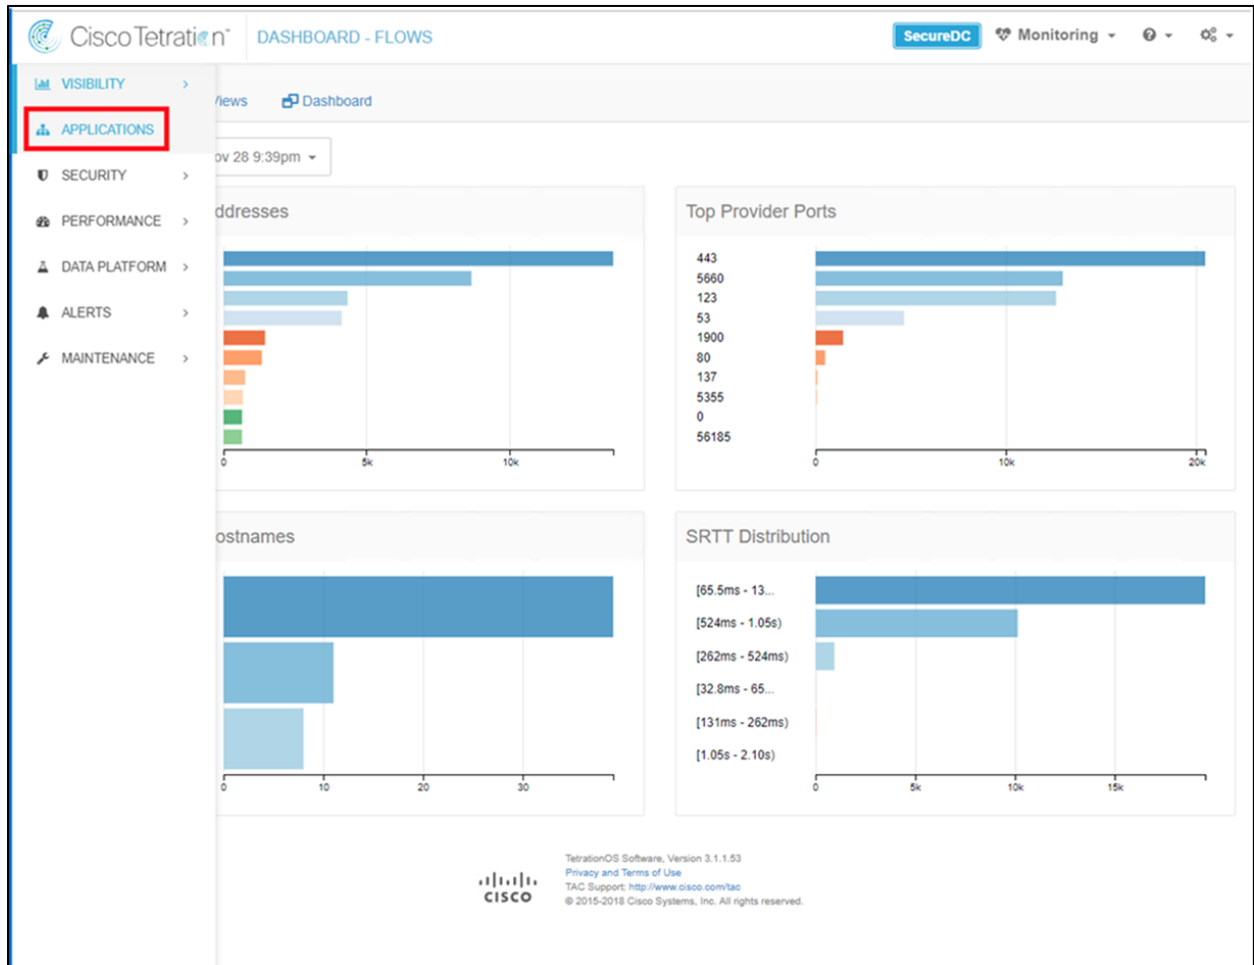 Cisco Tetration™ DASHBOARD - FLOWS SecureDC Monitoring
VISIBILITY
Views Dashboard
APPLICATIONS
ov 28 9:39pm
SECURITY
PERFORMANCE
DATA PLATFORM
ALERTS
MAINTENANCE
ddresses
0 5k 10k
Top Provider Ports
443
5660
123
53
1900
80
137
5355
0
56185
0 10k 20k
ostnames
0 10 20 30
SRTT Distribution
[65.5ms - 13...
[524ms - 1.05s)
[262ms - 524ms)
[32.8ms - 65...
[131ms - 262ms)
[1.05s - 2.10s)
0 5k 10k 15k
CISCO
TetrationOS Software, Version 3.1.1.53
Privacy and Terms of Use
TAC Support: http://www.cisco.com/tac
© 2015-2018 Cisco Systems, Inc. All rights reserved.